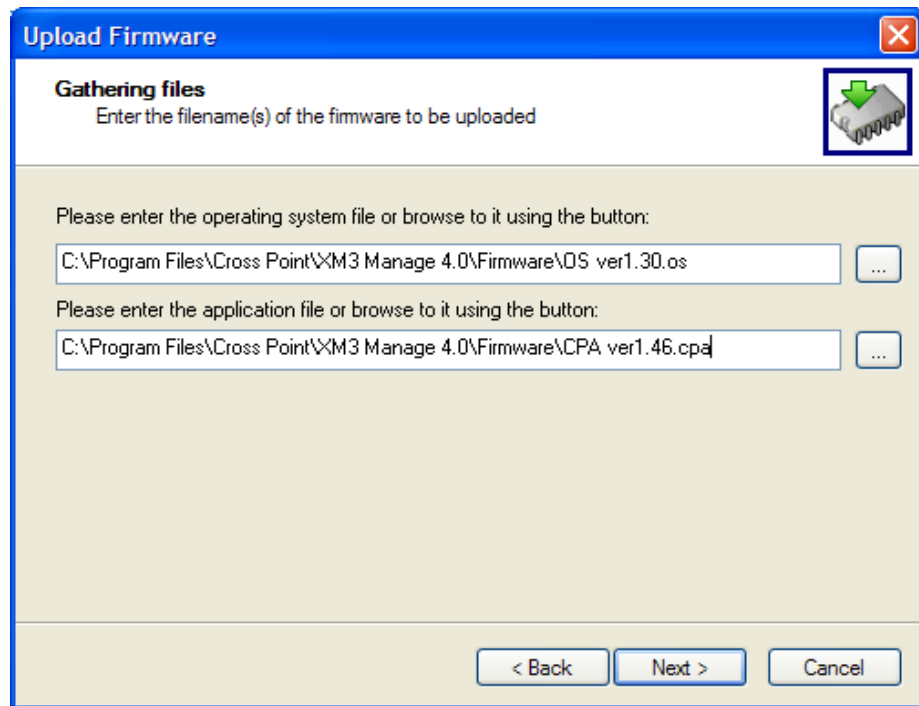 Upload Firmware
Gathering files
Enter the filename(s) of the firmware to be uploaded
Please enter the operating system file or browse to it using the button:
C:\Program Files\Cross Point\XM3 Manage 4.0\Firmware\OS ver1.30.os
...
Please enter the application file or browse to it using the button:
C:\Program Files\Cross Point\XM3 Manage 4.0\Firmware\CPA ver1.46.cpa
...
< Back
Next >
Cancel